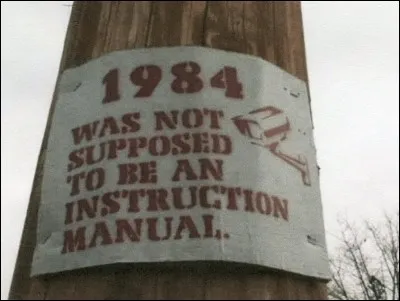 1984
WAS NOT
SUPPOSED
TO BE AN
INSTRUCTION
MANUAL.